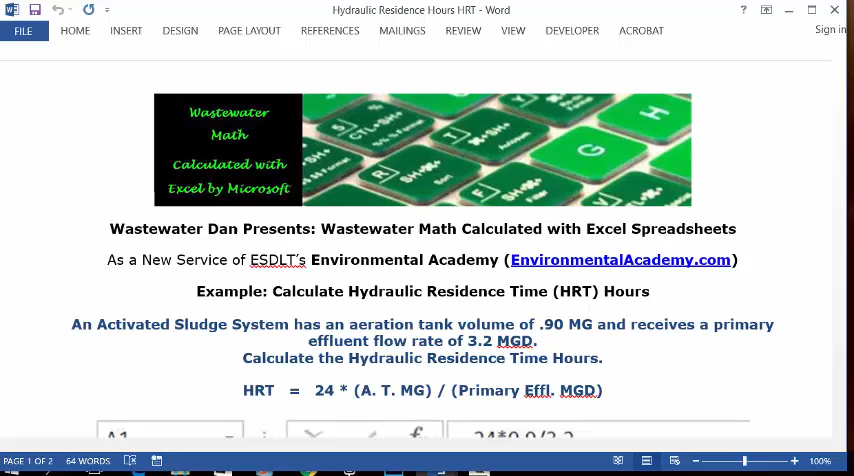 Hydraulic Residence Hours HRT - Word
FILE HOME INSERT DESIGN PAGE LAYOUT REFERENCES MAILINGS REVIEW VIEW DEVELOPER ACROBAT Sign in
Wastewater
Math
Calculated with
Excel by Microsoft
Wastewater Dan Presents: Wastewater Math Calculated with Excel Spreadsheets
As a New Service of ESDLT’s Environmental Academy (EnvironmentalAcademy.com)
Example: Calculate Hydraulic Residence Time (HRT) Hours
An Activated Sludge System has an aeration tank volume of .90 MG and receives a primary
effluent flow rate of 3.2 MGD.
Calculate the Hydraulic Residence Time Hours.
HRT = 24 * (A. T. MG) / (Primary Effl. MGD)
PAGE 1 OF 2 64 WORDS 100%